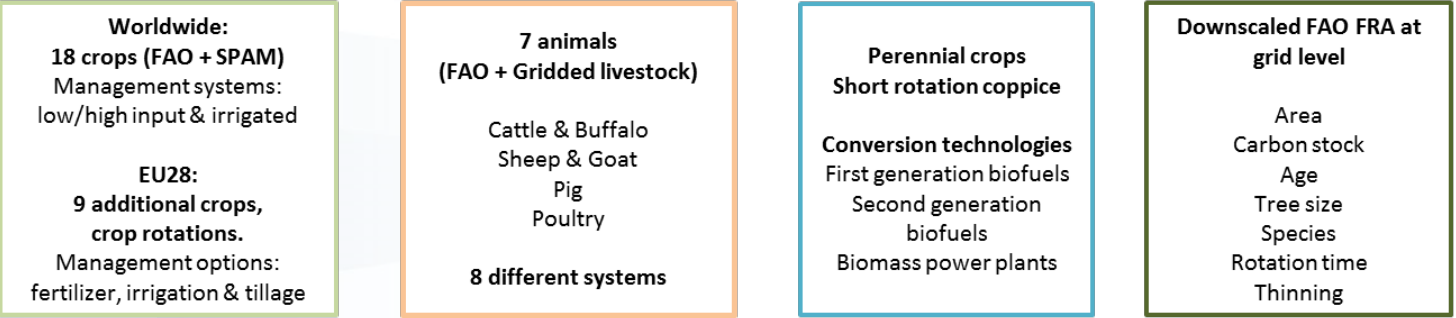 Worldwide:
18 crops (FAO + SPAM)
Management systems:
low/high input & irrigated
EU28:
9 additional crops,
crop rotations.
Management options:
fertilizer, irrigation & tillage
7 animals
(FAO + Gridded livestock)
Cattle & Buffalo
Sheep & Goat
Pig
Poultry
8 different systems
Perennial crops
Short rotation coppice
Conversion technologies
First generation biofuels
Second generation
biofuels
Biomass power plants
Downscaled FAO FRA at
grid level
Area
Carbon stock
Age
Tree size
Species
Rotation time
Thinning